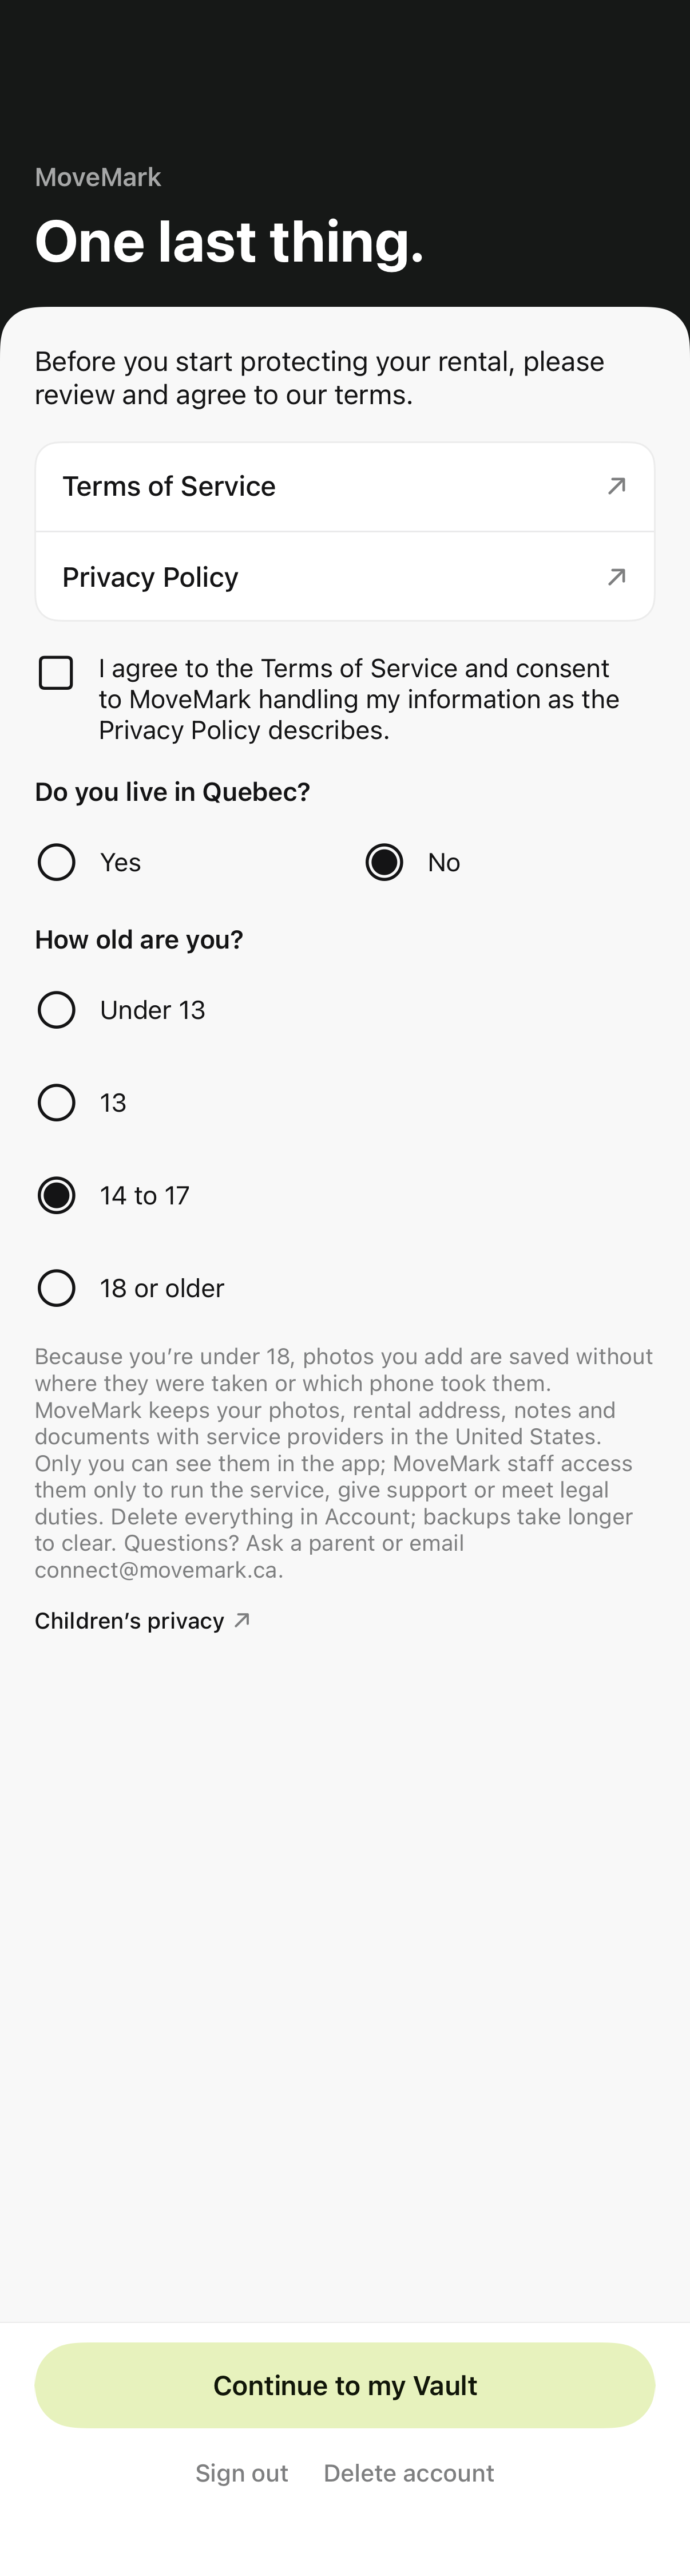 MoveMark
One last thing.
Before you start protecting your rental, please
review and agree to our terms.
Terms of Service
Privacy Policy
I agree to the Terms of Service and consent
to MoveMark handling my information as the
Privacy Policy describes.
Do you live in Quebec?
Yes
No
How old are you?
Under 13
13
14 to 17
18 or older
Because you’re under 18, photos you add are saved without
where they were taken or which phone took them.
MoveMark keeps your photos, rental address, notes and
documents with service providers in the United States.
Only you can see them in the app; MoveMark staff access
them only to run the service, give support or meet legal
duties. Delete everything in Account; backups take longer
to clear. Questions? Ask a parent or email
connect@movemark.ca.
Children’s privacy
Continue to my Vault
Sign out
Delete account